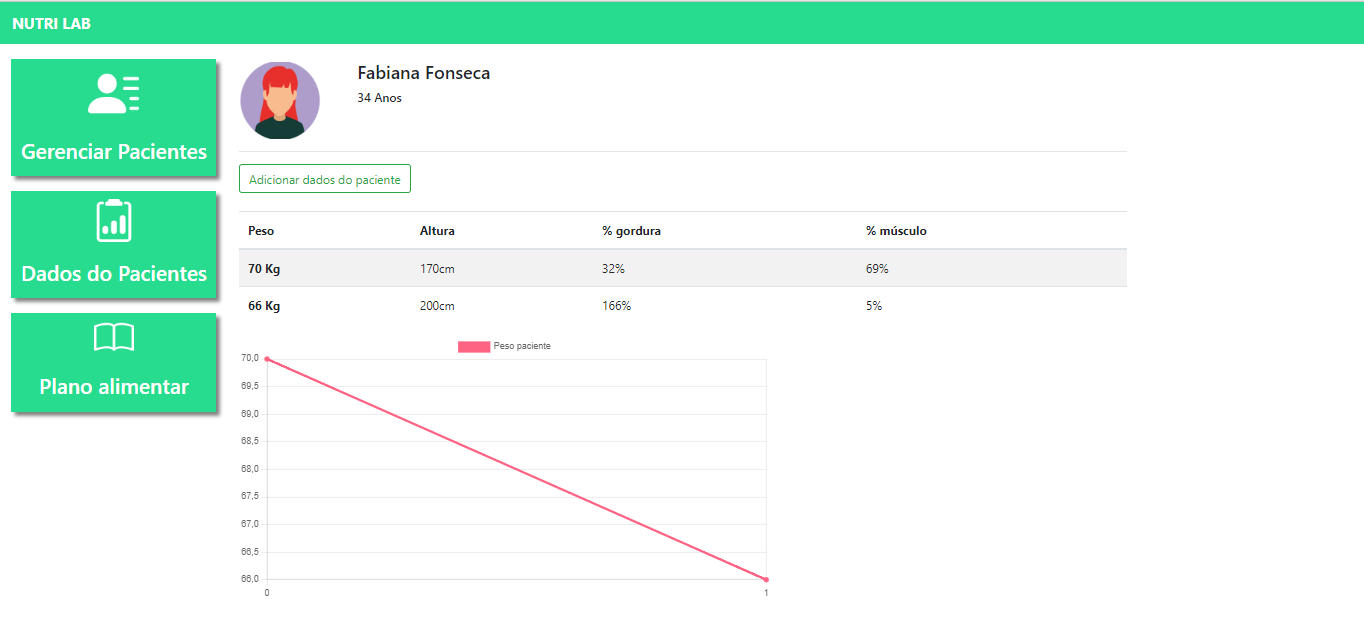 NUTRI LAB
Gerenciar Pacientes
Dados do Pacientes
Plano alimentar
Fabiana Fonseca
34 Anos
Adicionar dados do paciente
Peso Altura % gordura % músculo
70 Kg 170cm 32% 69%
66 Kg 200cm 166% 5%
Peso paciente
70,0
69,5
69,0
68,5
68,0
67,5
67,0
66,5
66,0
0 1